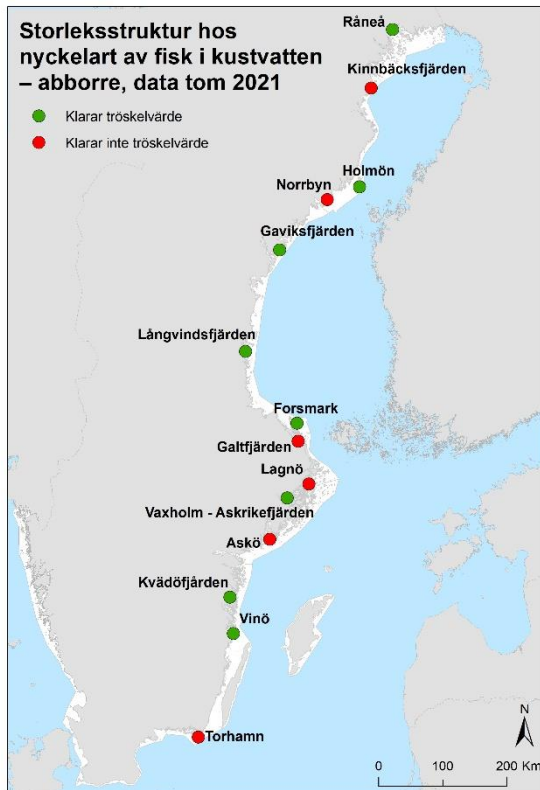 Storleksstruktur hos
nyckelart av fisk i kustvatten
– abborre, data tom 2021
Klarar tröskelvärde
Klarar inte tröskelvärde
Råneå
Kinnbäcksfjärden
Holmön
Norrbyn
Gaviksfjärden
Långvindsfjärden
Forsmark
Galtfjärden
Lagnö
Vaxholm - Askrikefjärden
Askö
Kvädöfjården
Vinö
Torhamn
N
0 100 200 Km